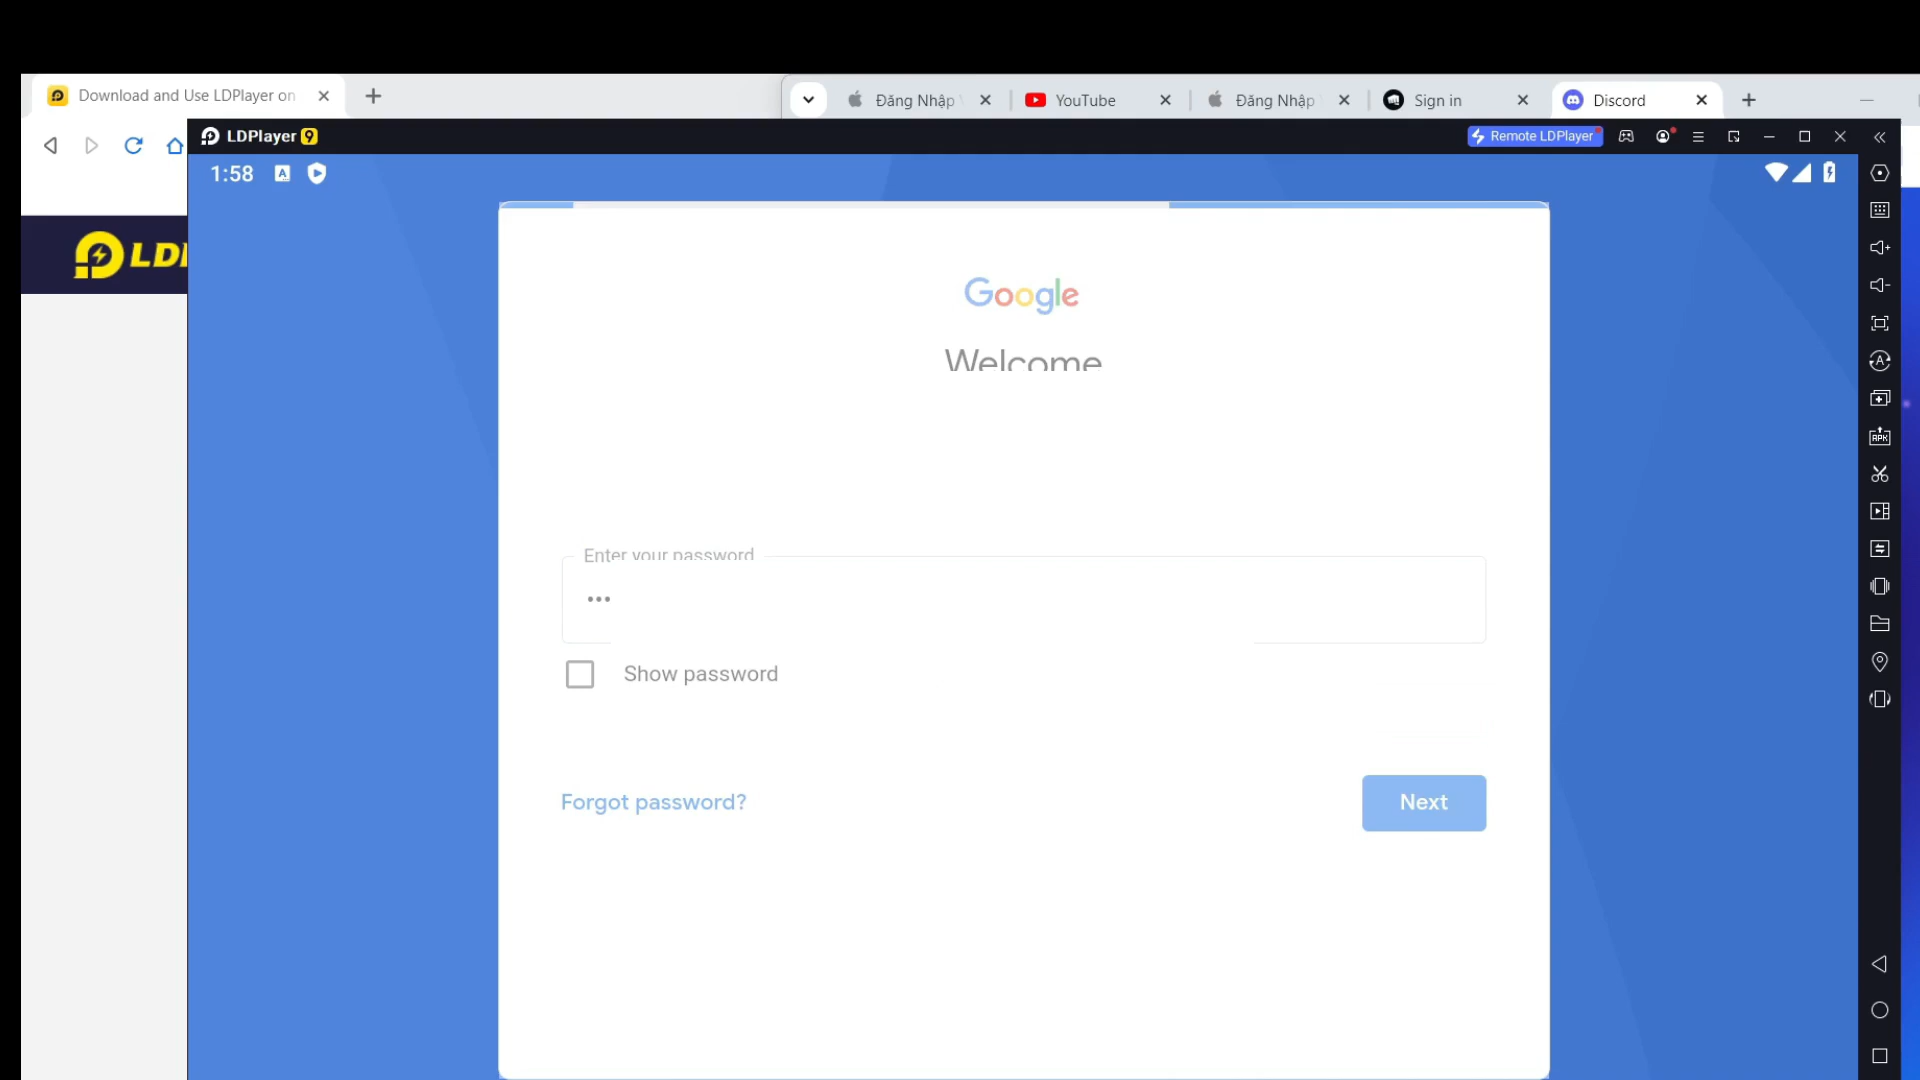 Download and Use LDPlayer on
Đăng Nhập
YouTube
Đăng Nhập
Sign in
Discord
LDPlayer 9
Remote LDPlayer
1:58
A
Google
Welcome
Enter your password
Show password
Forgot password?
Next
APK